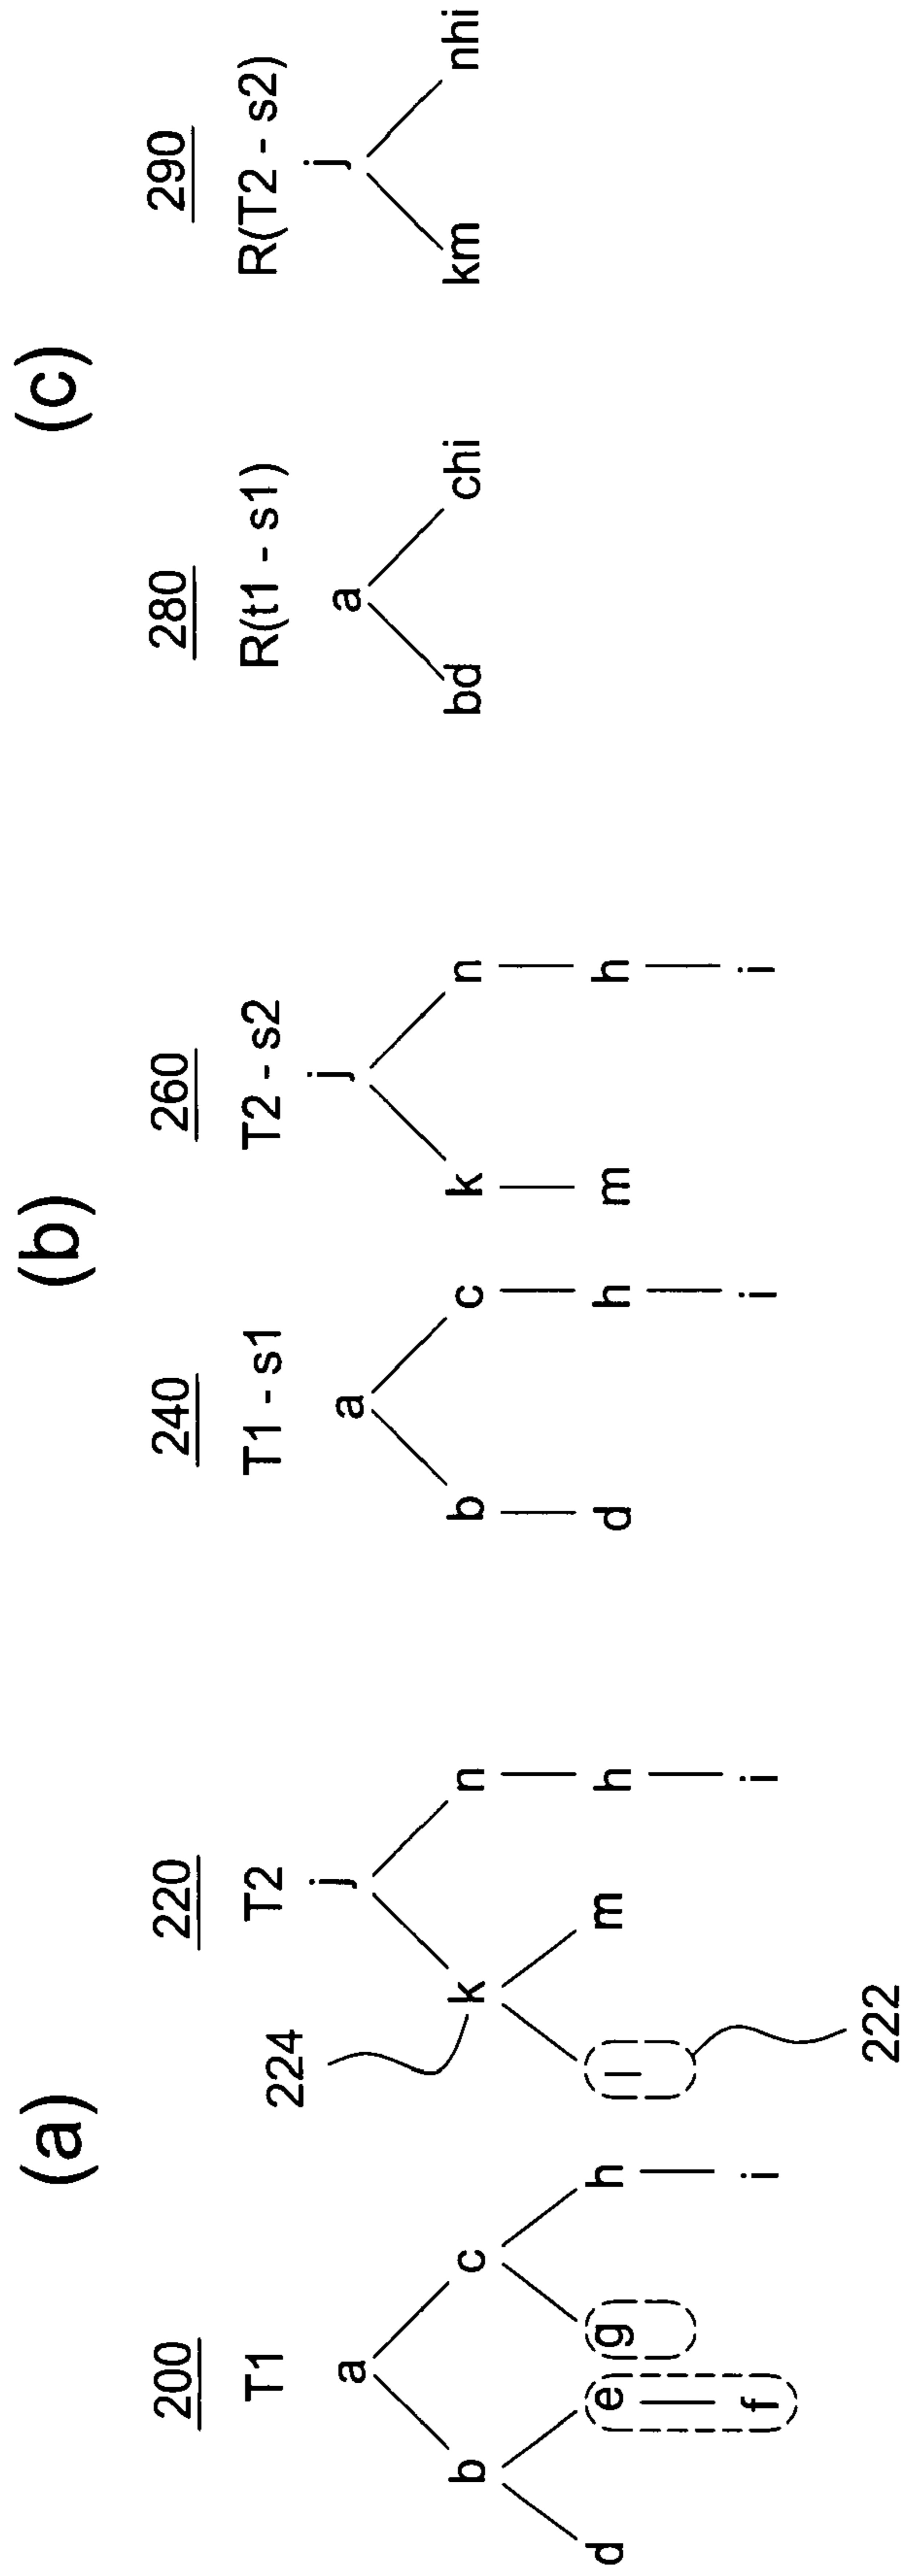 (a)
200
T1
a
b c
d e g h
f i
220
T2
j
224
k n
l m h
i
222
(b)
240
T1 - s1
a
b c
d h
i
260
T2 - s2
j
k n
m h
i
(c)
280
R(t1 - s1)
a
bd chi
290
R(T2 - s2)
j
km nhi